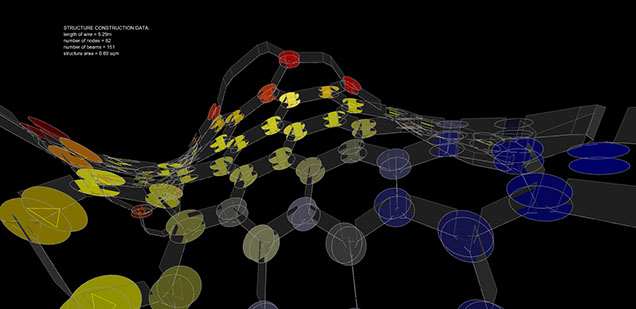 STRUCTURE CONSTRUCTION DATA:
length of wire = 5.29m
number of nodes = 82
number of beams = 151
structure area = 0.69 sqm